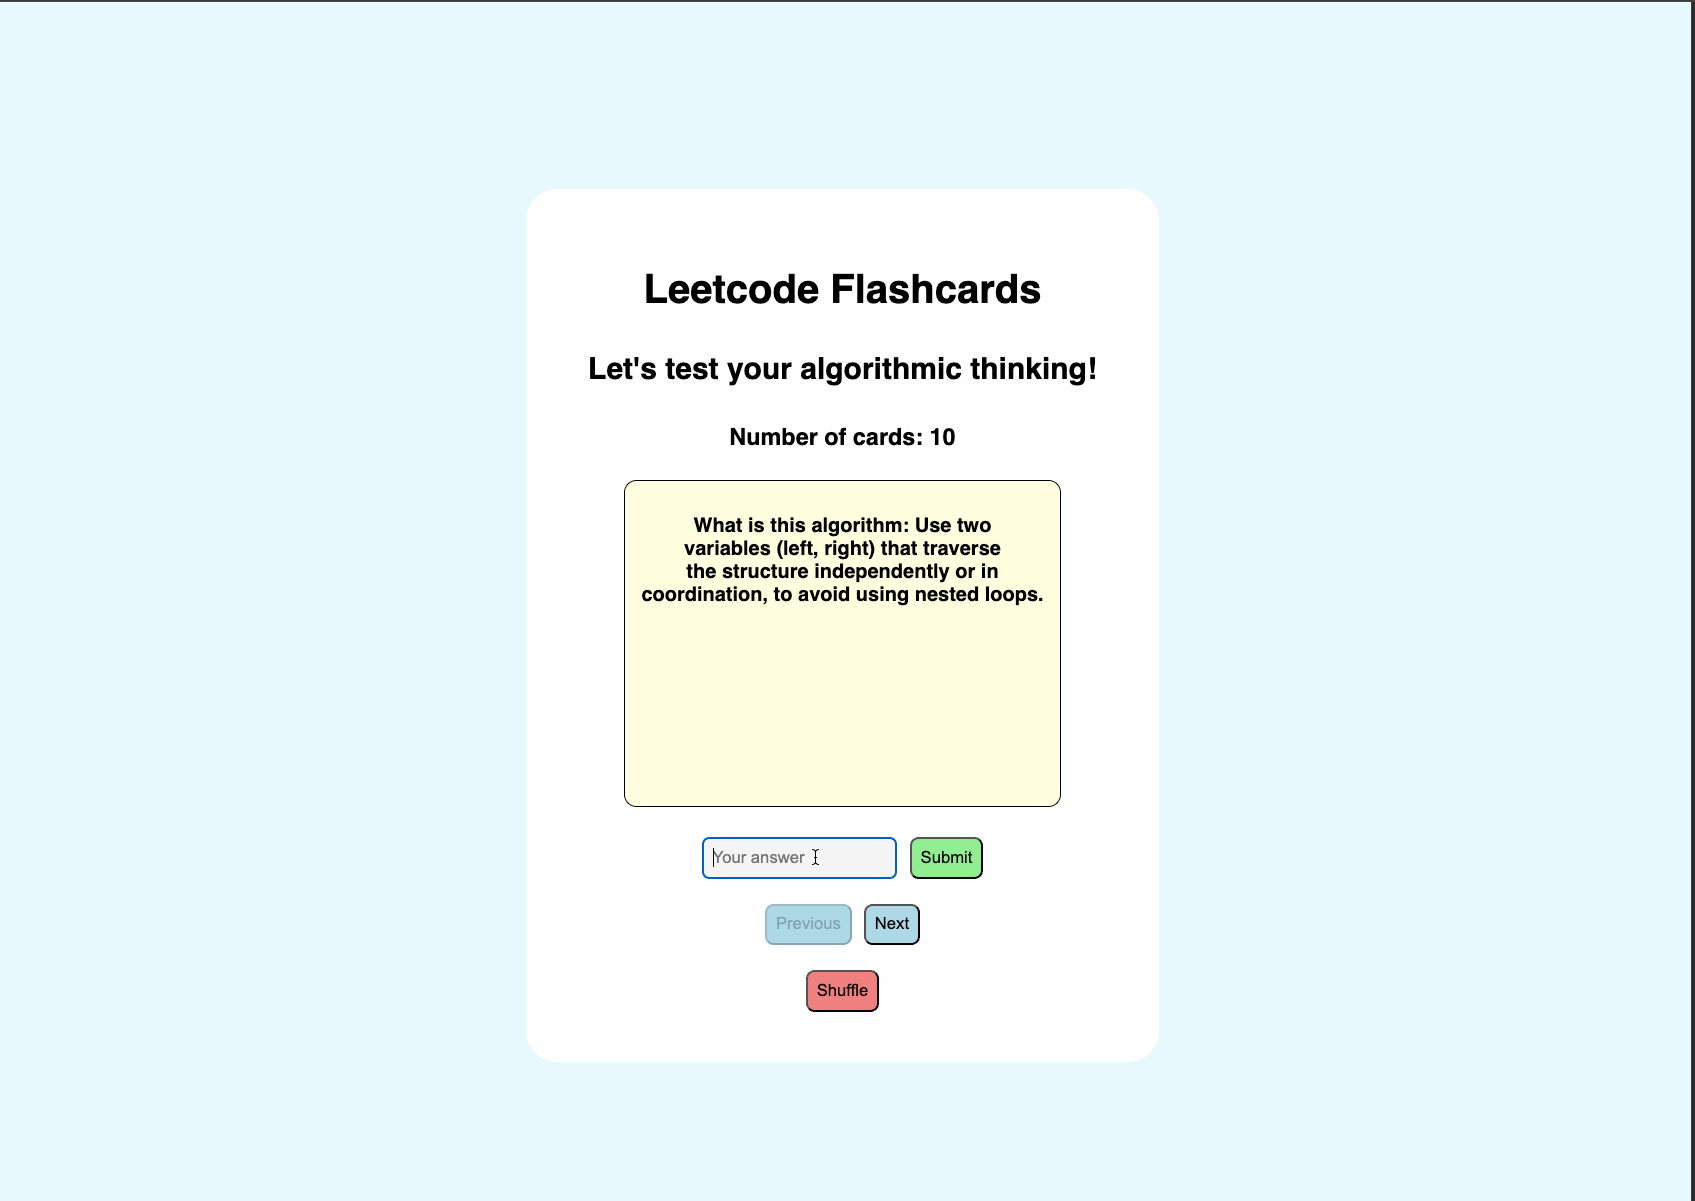 Leetcode Flashcards
Let's test your algorithmic thinking!
Number of cards: 10
What is this algorithm: Use two
variables (left, right) that traverse
the structure independently or in
coordination, to avoid using nested loops.
Your answer
Submit
Previous
Next
Shuffle